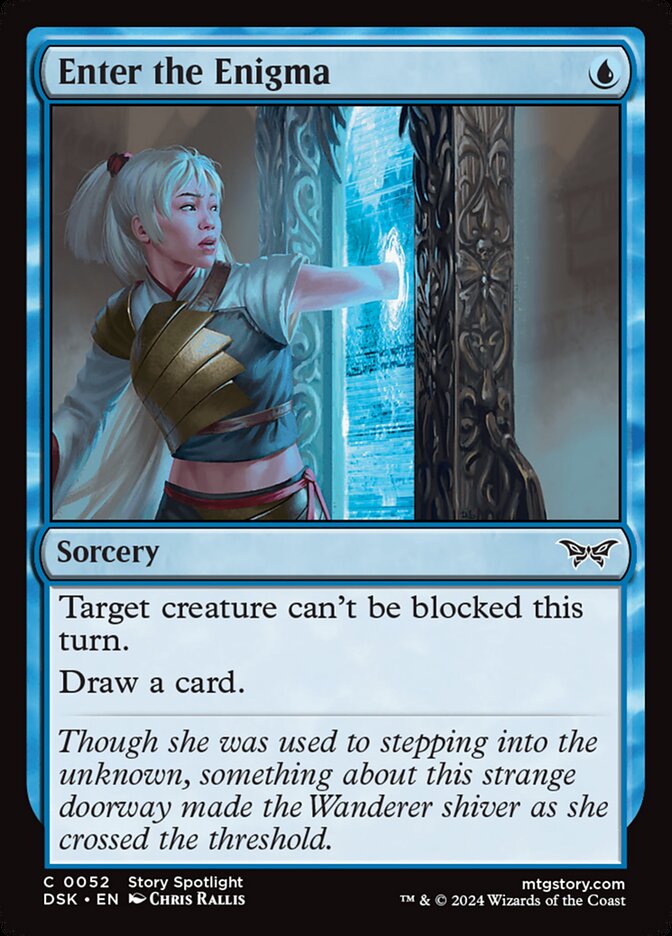 Enter the Enigma
Sorcery
Target creature can't be blocked this
turn.
Draw a card.
Though she was used to stepping into the
unknown, something about this strange
doorway made the Wanderer shiver as she
crossed the threshold.
C 0052 Story Spotlight
mtgstory.com
DSK • EN Chris Rallis
™ & © 2024 Wizards of the Coast